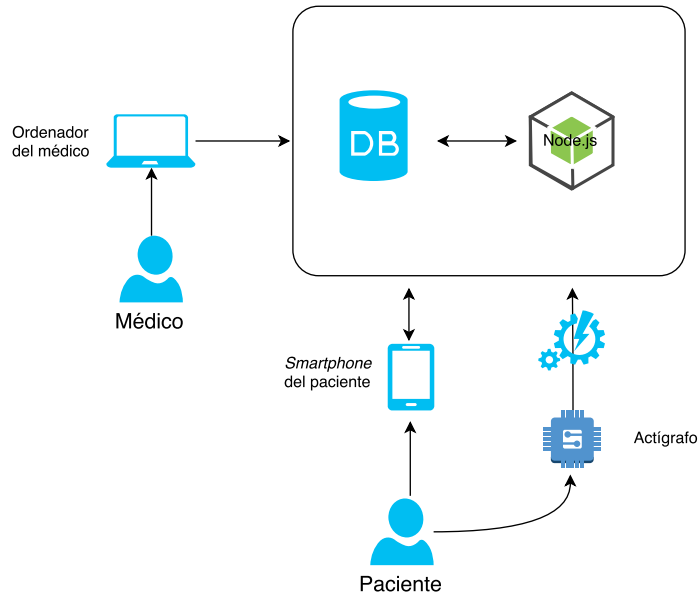 Ordenador
del médico
DB
Node.js
Médico
Smartphone
del paciente
Actígrafo
Paciente